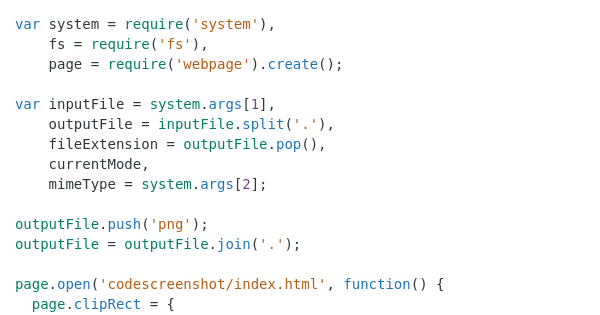 var system = require('system'),
    fs = require('fs'),
    page = require('webpage').create();

var inputFile = system.args[1],
    outputFile = inputFile.split('.'),
    fileExtension = outputFile.pop(),
    currentMode,
    mimeType = system.args[2];

outputFile.push('png');
outputFile = outputFile.join('.');

page.open('codescreenshot/index.html', function() {
  page.clipRect = {